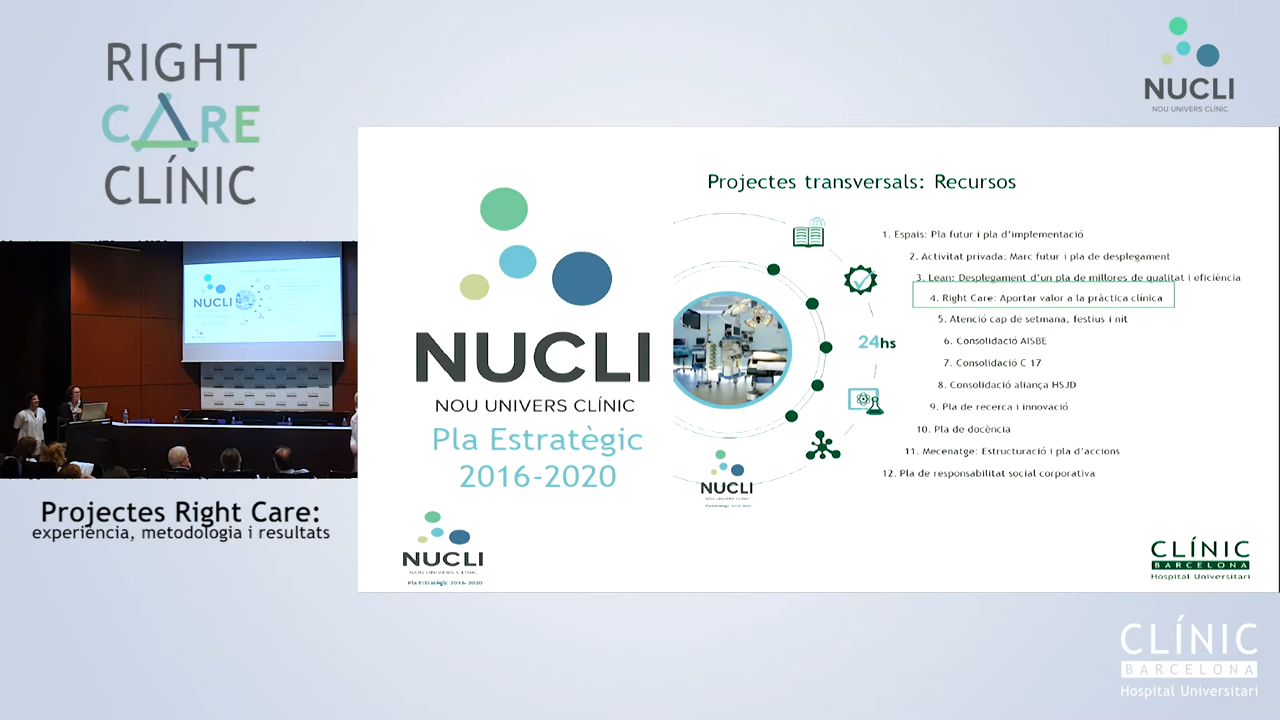 RIGHT
CARE
CLÍNIC
NUCLI
NOU UNIVERS CLÍNIC
Projectes transversals: Recursos
1. Espais: Pla futur i pla d'implementació
2. Activitat privada: Marc futur i pla de desplegament
3. Lean: Desplegament d'un pla de millores de qualitat i eficiència
4. Right Care: Aportar valor a la pràctica clínica
5. Atenció cap de setmana, festius i nit
6. Consolidació AISBE
7. Consolidació C 17
8. Consolidació aliança HSJD
9. Pla de recerca i innovació
10. Pla de docència
11. Mecenatge: Estructuració i pla d'accions
12. Pla de responsabilitat social corporativa
24hs
NUCLI
NOU UNIVERS CLÍNIC
Pla Estratègic
2016-2020
NUCLI
NUCLI
NOU UNIVERS CLÍNIC
Pla Estratègic 2016-2020
CLÍNIC
BARCELONA
Hospital Universitari
NUCLI
Projectes Right Care:
experiència, metodologia i resultats
CLÍNIC
BARCELONA
Hospital Universitari